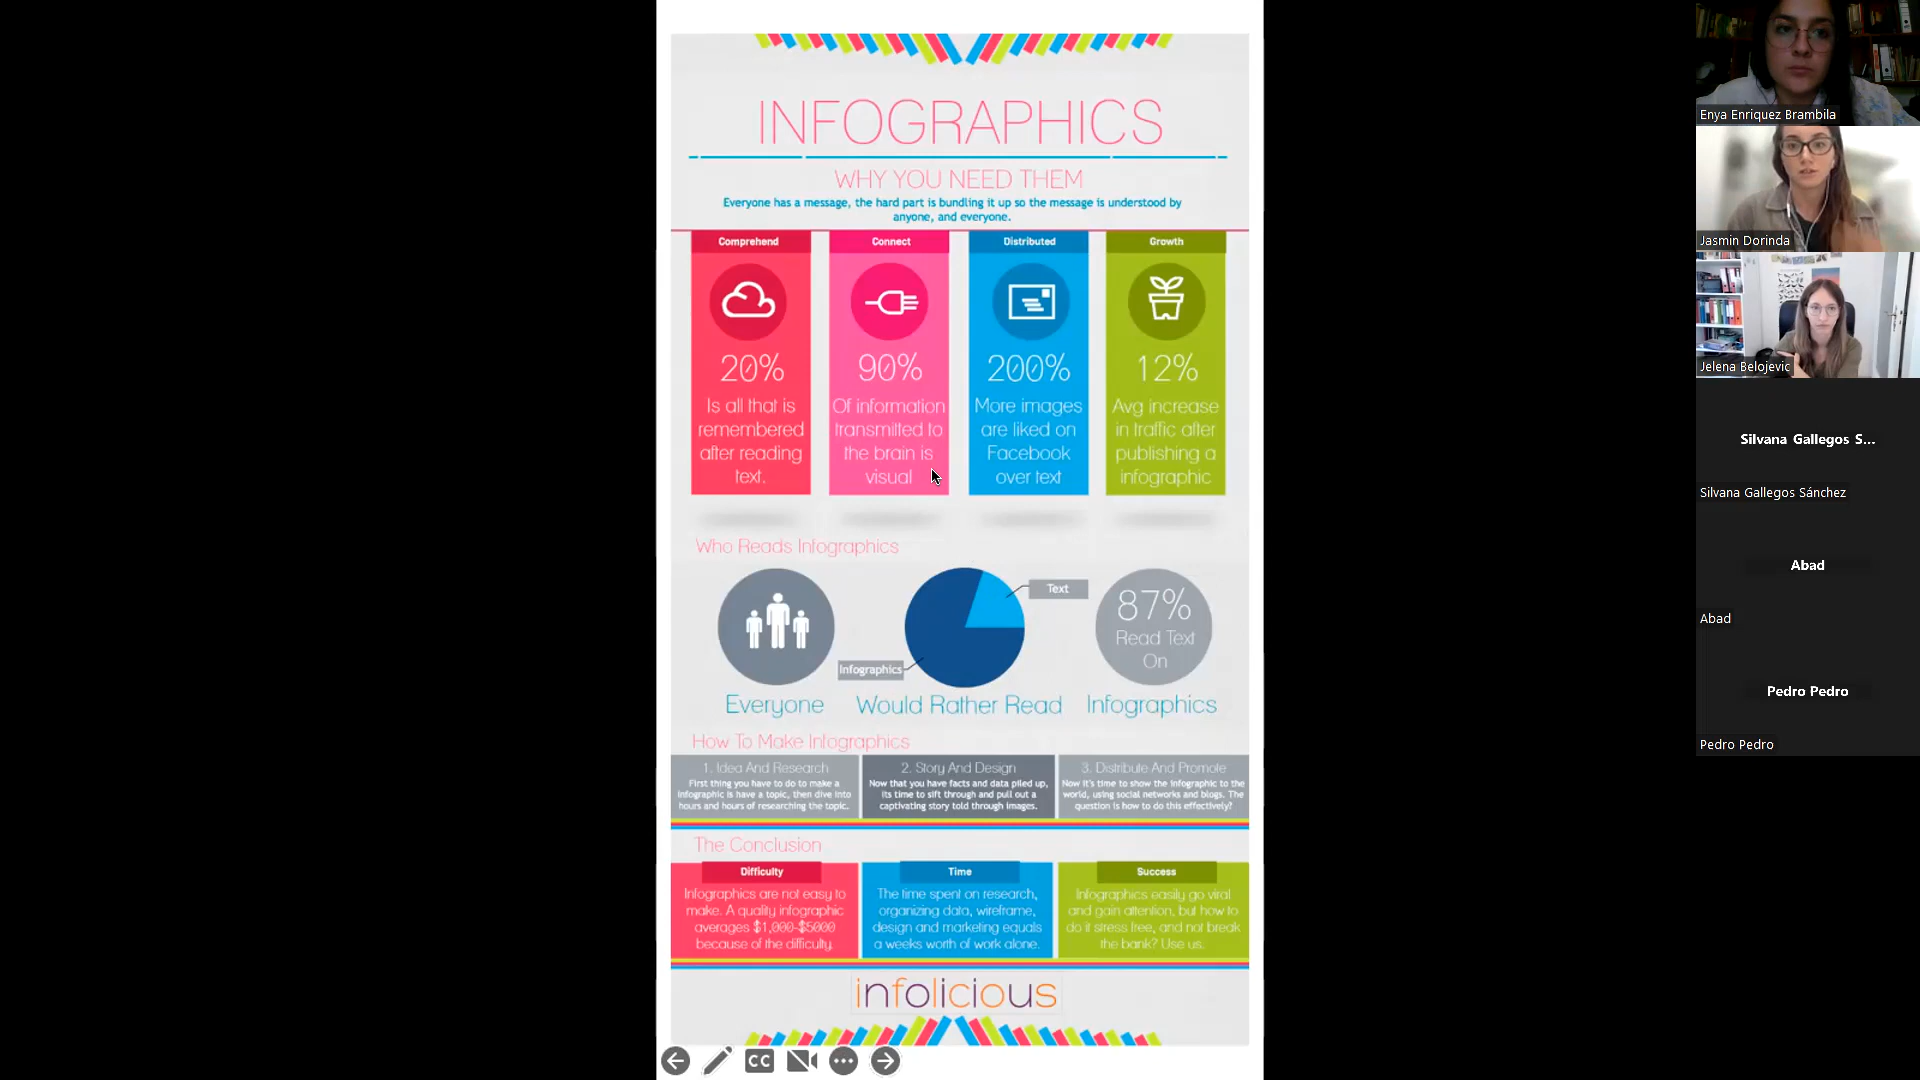 INFOGRAPHICS
WHY YOU NEED THEM
Everyone has a message, the hard part is bundling it up so the message is understood by
anyone, and everyone.
Comprehend
20%
Is all that is
remembered
after reading
text.
Connect
90%
Of information
transmitted to
the brain is
visual
Distributed
200%
More images
are liked on
Facebook
over text
Growth
12%
Avg increase
in traffic after
publishing a
infographic
Who Reads Infographics
Everyone
Text
Infographics
Would Rather Read
87%
Read Text
On
Infographics
How To Make Infographics
1. Idea And Research
First thing you have to do to make a
infographic is have a topic, then dive into
hours and hours of researching the topic.
2. Story And Design
Now that you have facts and data piled up,
its time to sift through and pull out a
captivating story told through images.
3. Distribute And Promote
Now it's time to show the infographic to the
world, using social networks and blogs. The
question is how to do this effectively?
The Conclusion
Difficulty
Infographics are not easy to
make. A quality infographic
averages $1,000-$5000
because of the difficulty.
Time
The time spent on research,
organizing data, wireframe,
design and marketing equals
a weeks worth of work alone.
Success
Infographics easily go viral
and gain attention, but how to
do it stress free, and not break
the bank? Use us.
infolicious
CC
Enya Enriquez Brambila
Jasmin Dorinda
Jelena Belojevic
Silvana Gallegos S...
Silvana Gallegos Sánchez
Abad
Abad
Pedro Pedro
Pedro Pedro